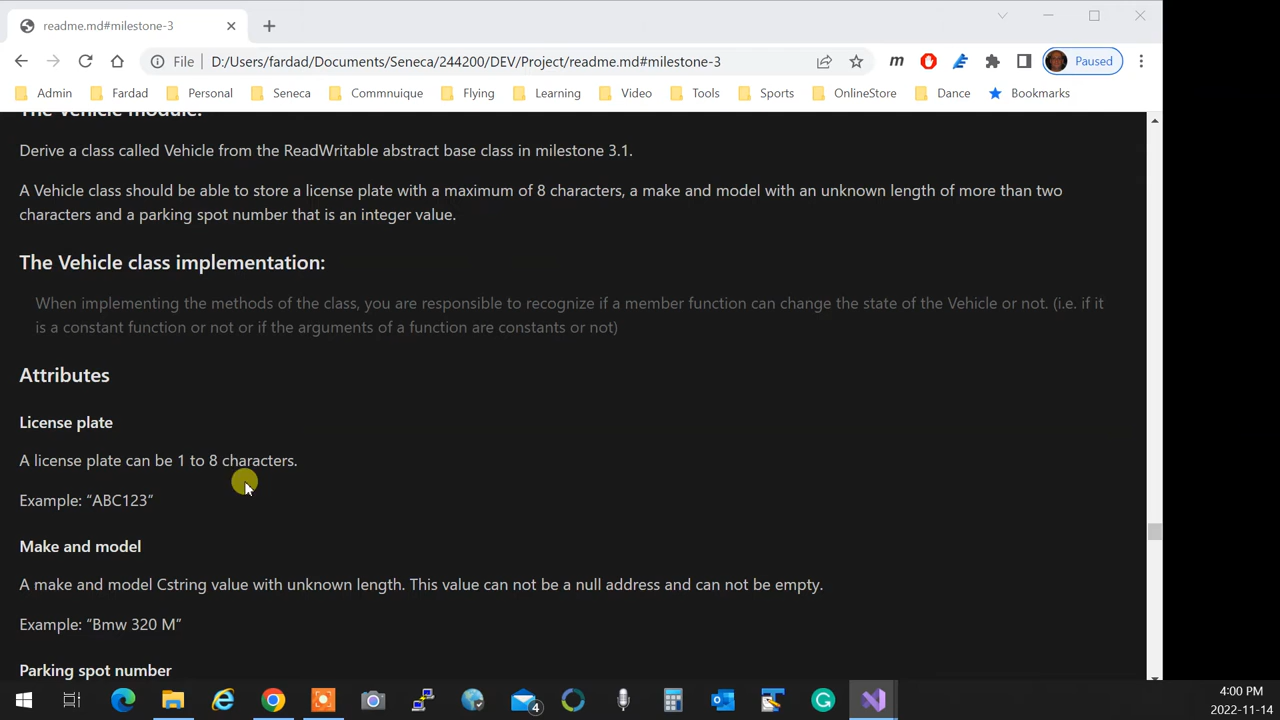 readme.md#milestone-3
File
D:/Users/fardad/Documents/Seneca/244200/DEV/Project/readme.md#milestone-3
m
Paused
Admin Fardad Personal Seneca Commnuique Flying Learning Video Tools Sports OnlineStore Dance Bookmarks
The Vehicle module:
Derive a class called Vehicle from the ReadWritable abstract base class in milestone 3.1.
A Vehicle class should be able to store a license plate with a maximum of 8 characters, a make and model with an unknown length of more than two
characters and a parking spot number that is an integer value.
The Vehicle class implementation:
When implementing the methods of the class, you are responsible to recognize if a member function can change the state of the Vehicle or not. (i.e. if it
is a constant function or not or if the arguments of a function are constants or not)
Attributes
License plate
A license plate can be 1 to 8 characters.
Example: “ABC123”
Make and model
A make and model Cstring value with unknown length. This value can not be a null address and can not be empty.
Example: “Bmw 320 M”
Parking spot number
4
4:00 PM
2022-11-14